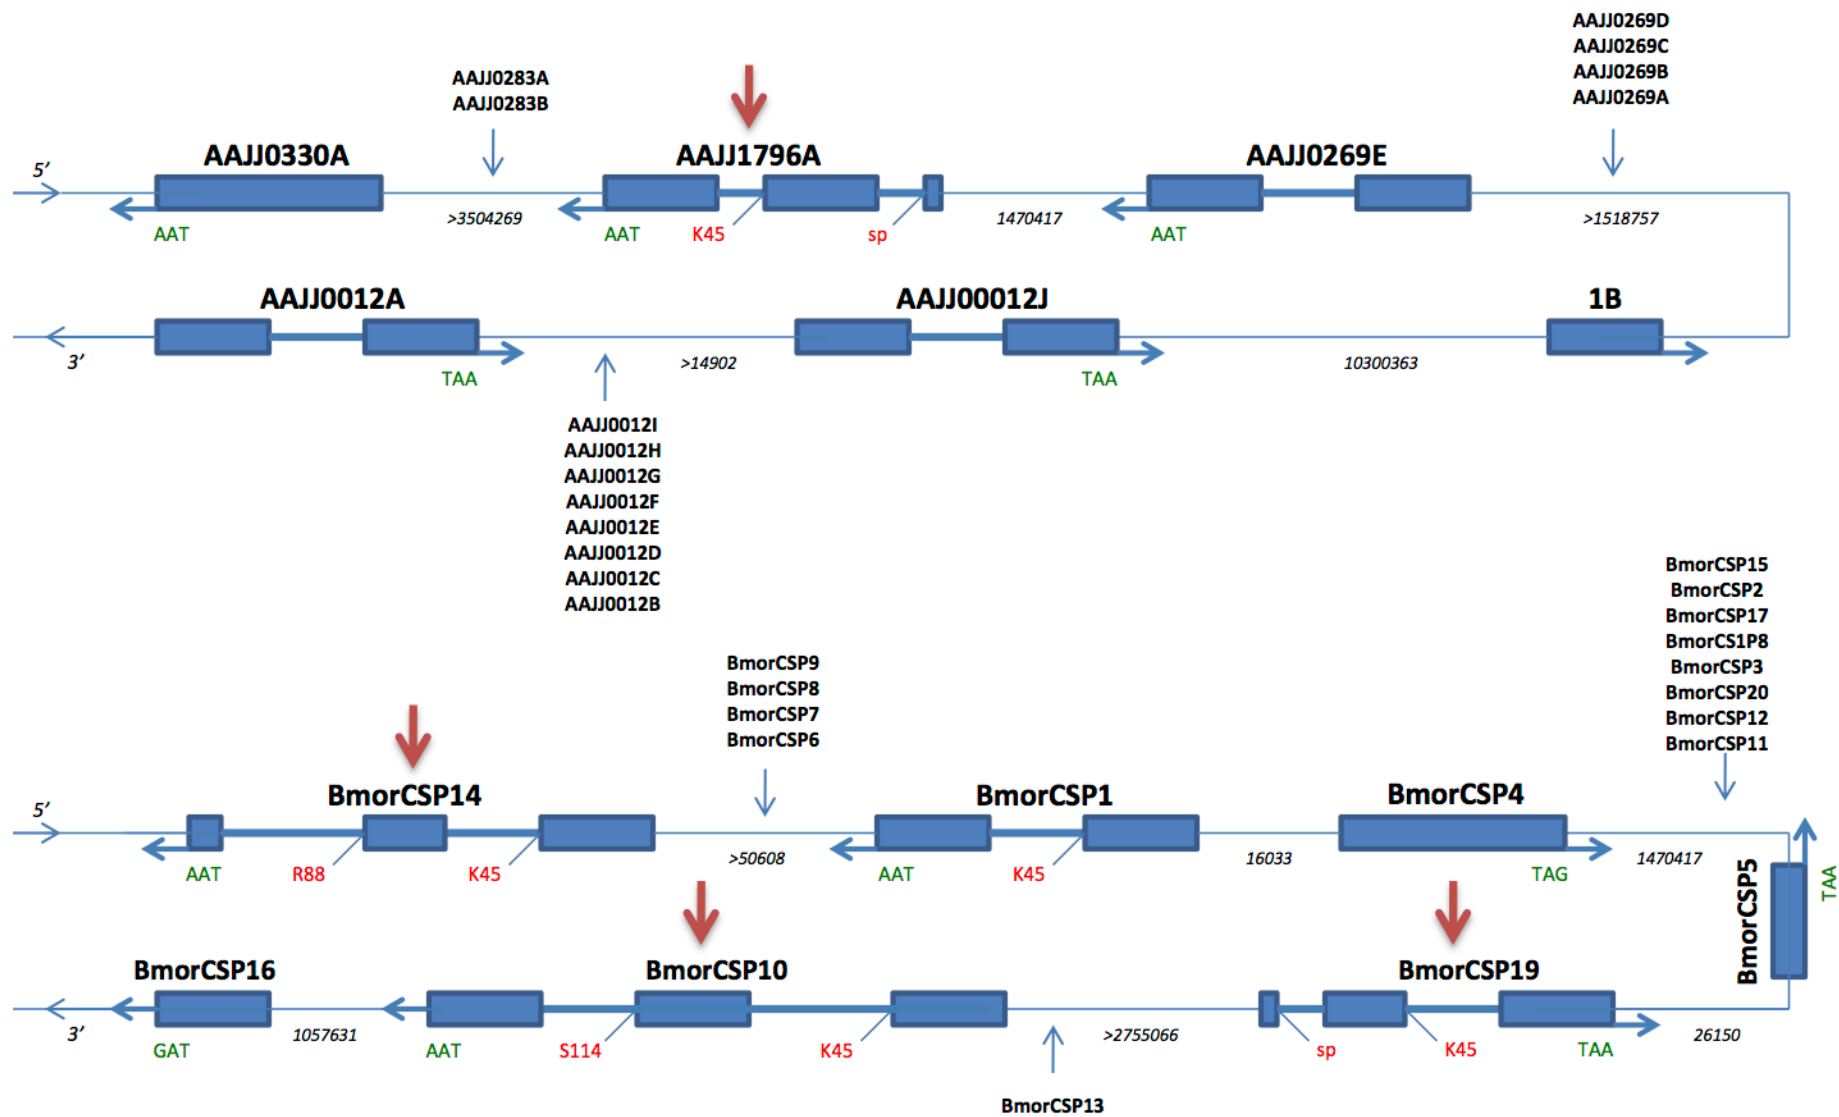 AAJJ0283A
AAJJ0283B
AAJJ0269D
AAJJ0269C
AAJJ0269B
AAJJ0269A
5’
AAJJ0330A
AAJJ1796A
AAJJ0269E
>3504269
1470417
>1518757
AAT
AAT
K45
sp
AAT
AAJJ0012A
AAJJ00012J
1B
3’
>14902
10300363
TAA
TAA
AAJJ0012I
AAJJ0012H
AAJJ0012G
AAJJ0012F
AAJJ0012E
AAJJ0012D
AAJJ0012C
AAJJ0012B
BmorCSP9
BmorCSP8
BmorCSP7
BmorCSP6
BmorCSP15
BmorCSP2
BmorCSP17
BmorCS1P8
BmorCSP3
BmorCSP20
BmorCSP12
BmorCSP11
5’
BmorCSP14
BmorCSP1
BmorCSP4
>50608
16033
1470417
AAT
R88
K45
AAT
K45
TAG
BmorCSP5
TAA
BmorCSP16
BmorCSP10
BmorCSP19
3’
1057631
>2755066
26150
GAT
AAT
S114
K45
sp
K45
TAA
BmorCSP13